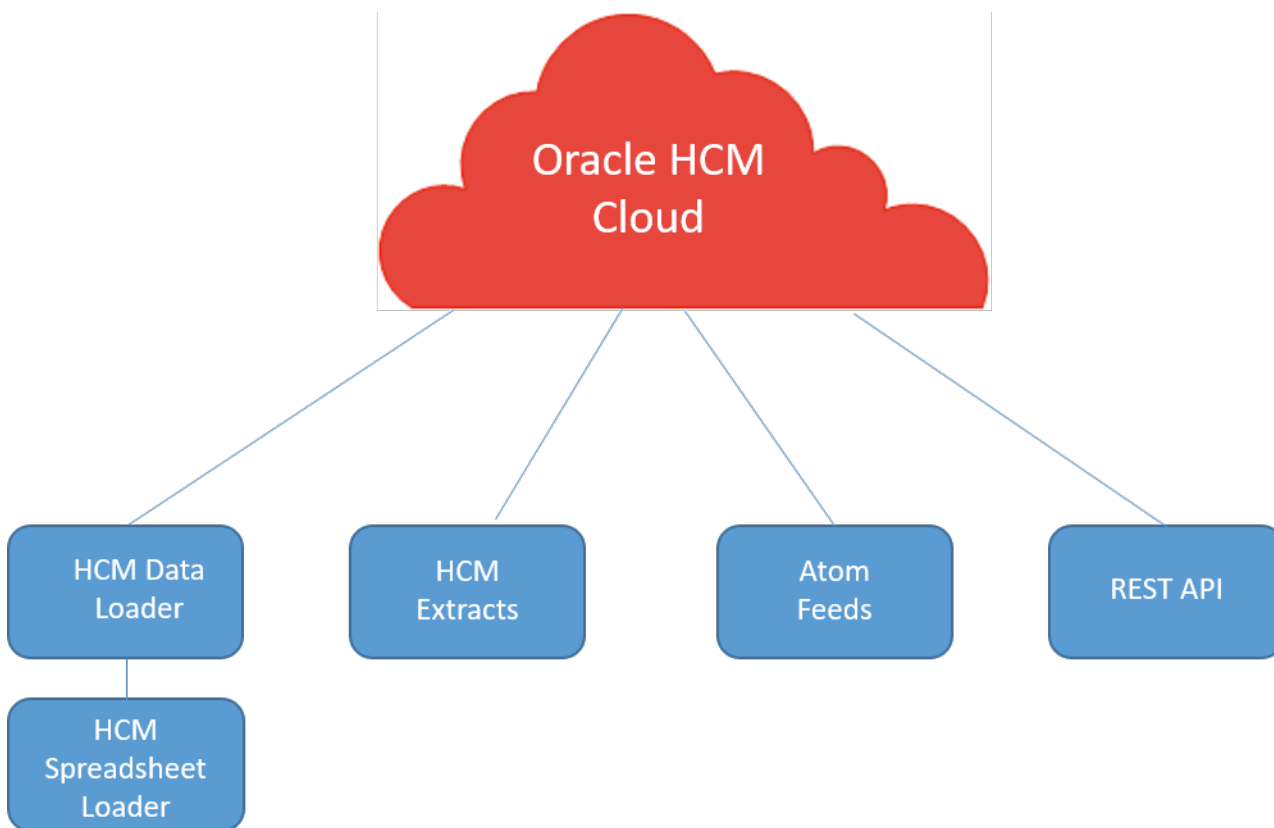 Oracle HCM
Cloud
HCM Data
Loader
HCM
Extracts
Atom
Feeds
REST API
HCM
Spreadsheet
Loader